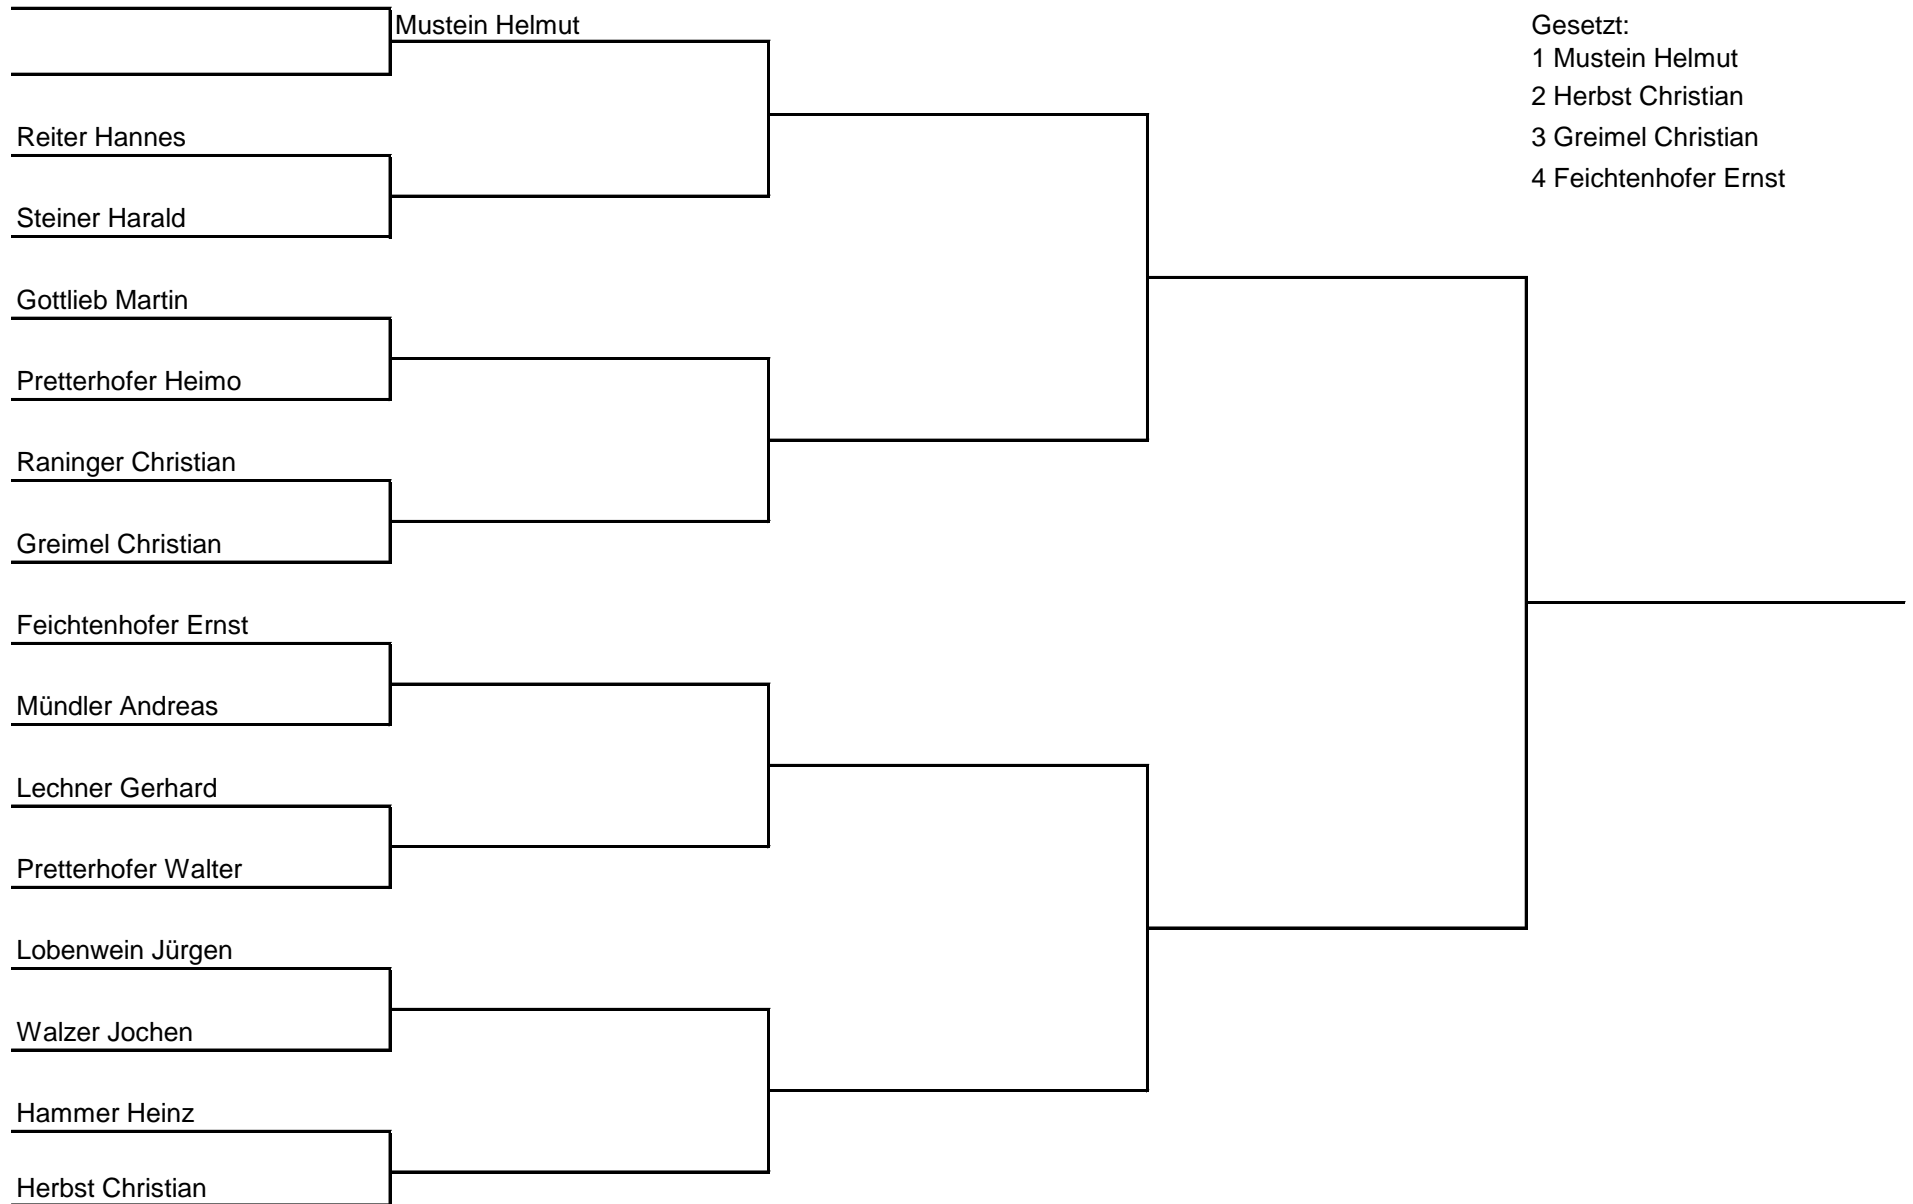 Mustein Helmut
Reiter Hannes
Steiner Harald
Gottlieb Martin
Pretterhofer Heimo
Raninger Christian
Greimel Christian
Feichtenhofer Ernst
Mündler Andreas
Lechner Gerhard
Pretterhofer Walter
Lobenwein Jürgen
Walzer Jochen
Hammer Heinz
Herbst Christian
Gesetzt:
1 Mustein Helmut
2 Herbst Christian
3 Greimel Christian
4 Feichtenhofer Ernst